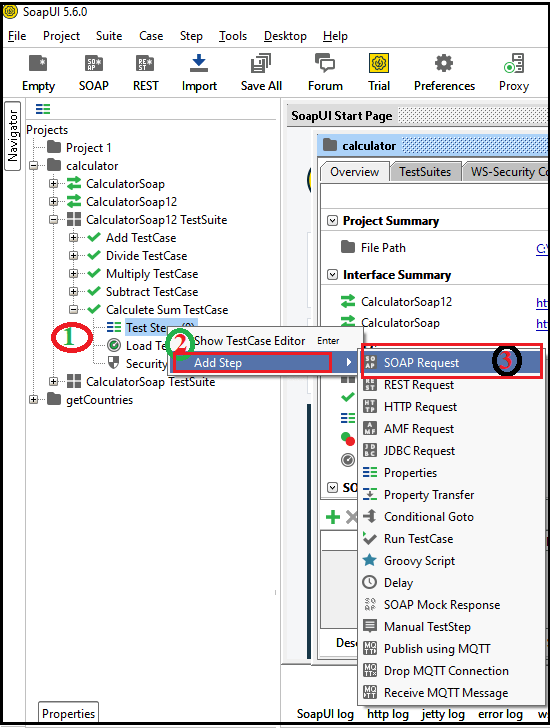 SoapUI 5.6.0
File Project Suite Case Step Tools Desktop Help
Empty SOAP REST Import Save All Forum Trial Preferences Proxy
Navigator
Projects
Project 1
calculator
CalculatorSoap
CalculatorSoap12
CalculatorSoap12 TestSuite
Add TestCase
Divide TestCase
Multiply TestCase
Subtract TestCase
Calculete Sum TestCase
1
Test Ste
Load Te
Security
CalculatorSoap TestSuite
getCountries
Properties
2
Show TestCase Editor Enter
Add Step
SoapUI Start Page
calculator
Overview TestSuites WS-Security Co
Project Summary
File Path C:\
Interface Summary
CalculatorSoap12 htt
CalculatorSoap htt
SOAP Request
3
REST Request
HTTP Request
AMF Request
JDBC Request
Properties
Property Transfer
Conditional Goto
Run TestCase
Groovy Script
Delay
SOAP Mock Response
Manual TestStep
Publish using MQTT
Drop MQTT Connection
Receive MQTT Message
SO
Desc
SoapUI log http log jetty log error log w